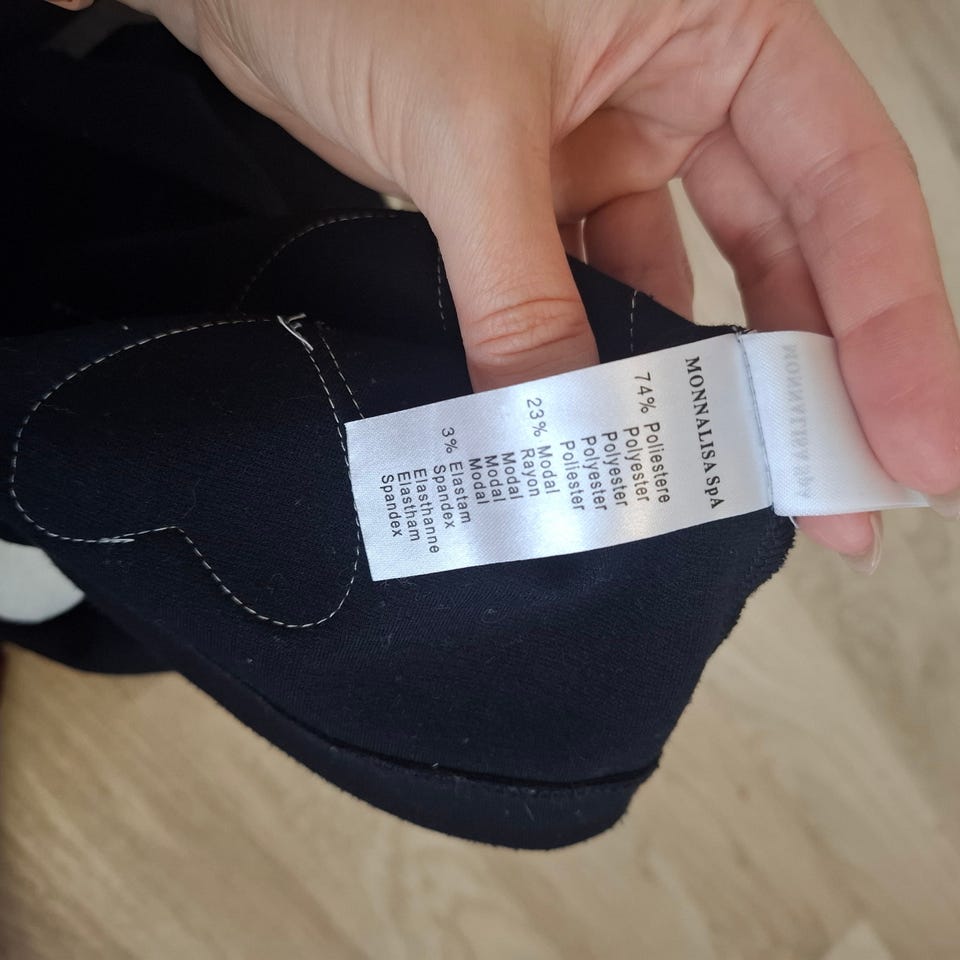 MONNALISA SpA
74% Poliestere
Polyester
Polyester
Polyester
Poliester
23% Modal
Rayon
Modal
Modal
Modal
3% Elastam
Spandex
Elasthanne
Elastham
Spandex